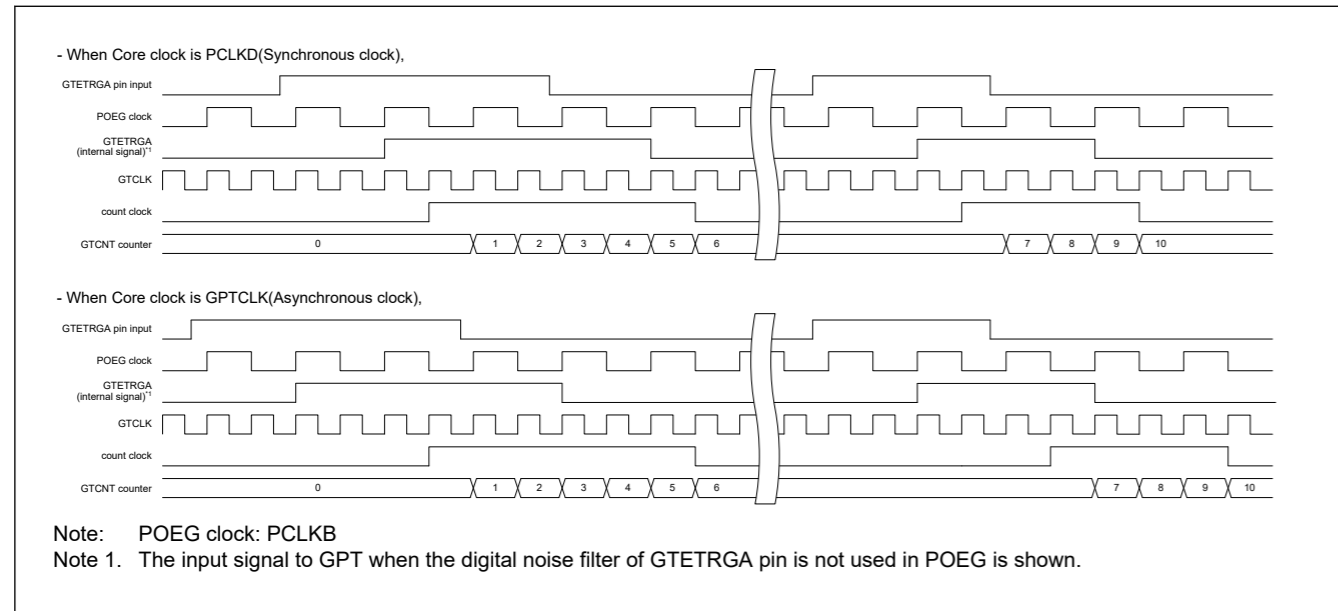 - When Core clock is PCLKD(Synchronous clock),
GTETRGA pin input
POEG clock
GTETRGA
(internal signal)*1
GTCLK
count clock
GTCNT counter 0 1 2 3 4 5 6 7 8 9 10
- When Core clock is GPTCLK(Asynchronous clock),
GTETRGA pin input
POEG clock
GTETRGA
(internal signal)*1
GTCLK
count clock
GTCNT counter 0 1 2 3 4 5 6 7 8 9 10
Note: POEG clock: PCLKB
Note 1. The input signal to GPT when the digital noise filter of GTETRGA pin is not used in POEG is shown.